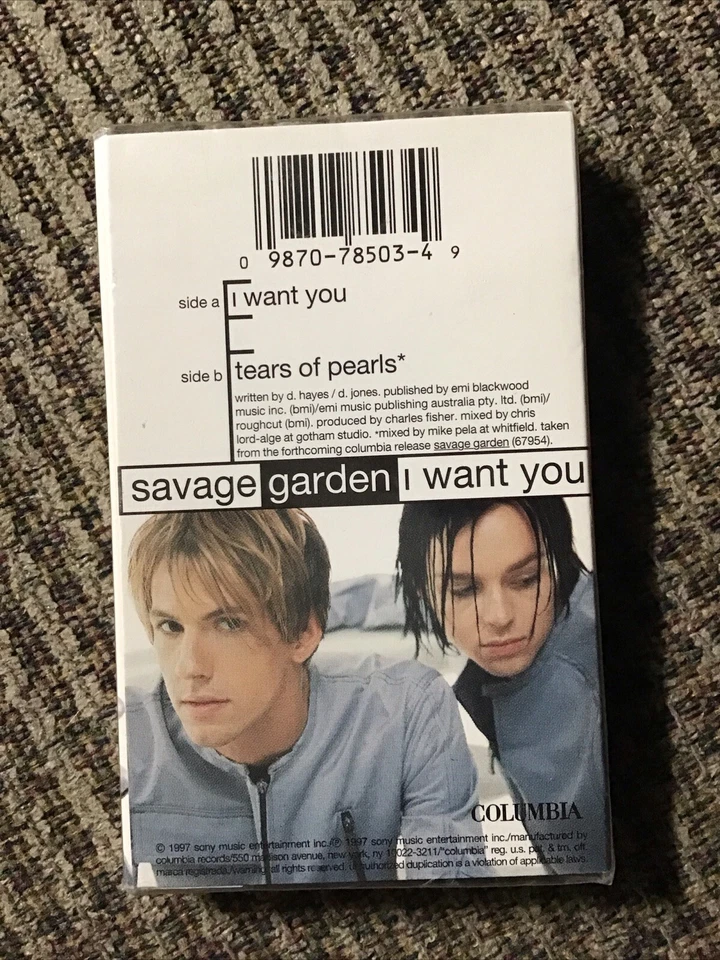 0 9870-78503-4 9
side a I want you
side b tears of pearls*
written by d. hayes / d. jones. published by emi blackwood
music inc. (bmi)/emi music publishing australia pty. ltd. (bmi)/
roughcut (bmi). produced by charles fisher. mixed by chris
lord-alge at gotham studio. *mixed by mike pela at whitfield. taken
from the forthcoming columbia release savage garden (67954).
savage garden I want you
COLUMBIA
© 1997 sony music entertainment inc./℗ 1997 sony music entertainment inc./manufactured by
columbia records/550 madison avenue, new york, ny 10022-3211/"columbia" reg. u.s. pat. & tm. off.
marca registrada./warning: all rights reserved. unauthorized duplication is a violation of applicable laws.